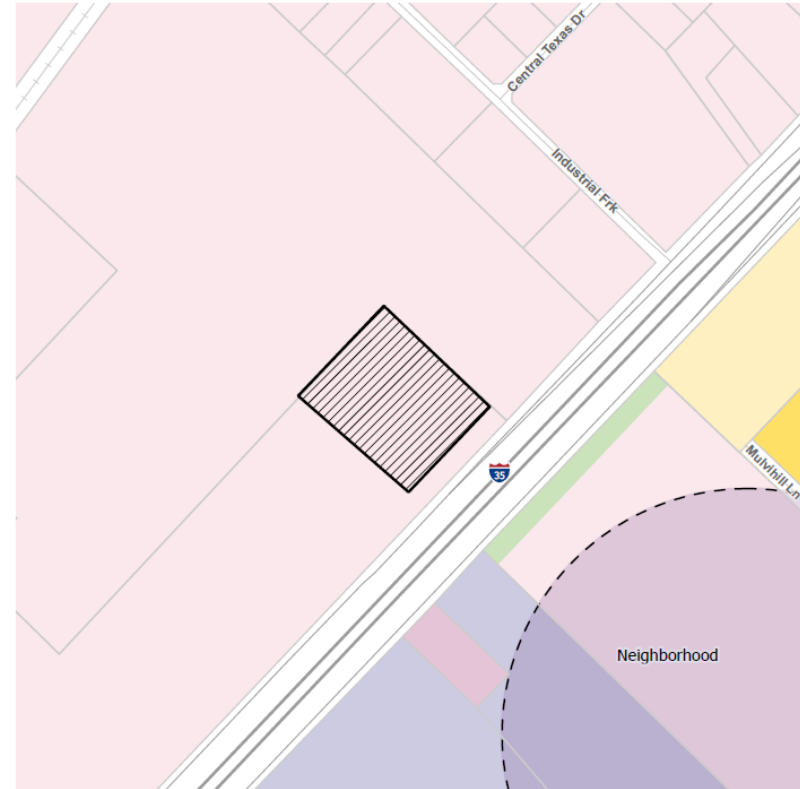 Central Texas Dr
Industrial Frk
35
Mulvihill Ln
Neighborhood